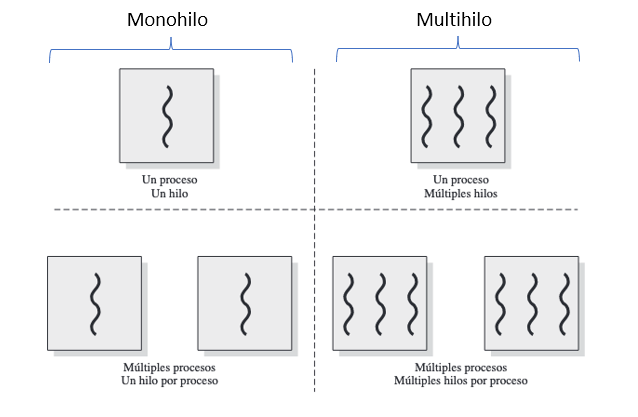 Monohilo
Multihilo
Un proceso
Un hilo
Un proceso
Múltiples hilos
Múltiples procesos
Un hilo por proceso
Múltiples procesos
Múltiples hilos por proceso